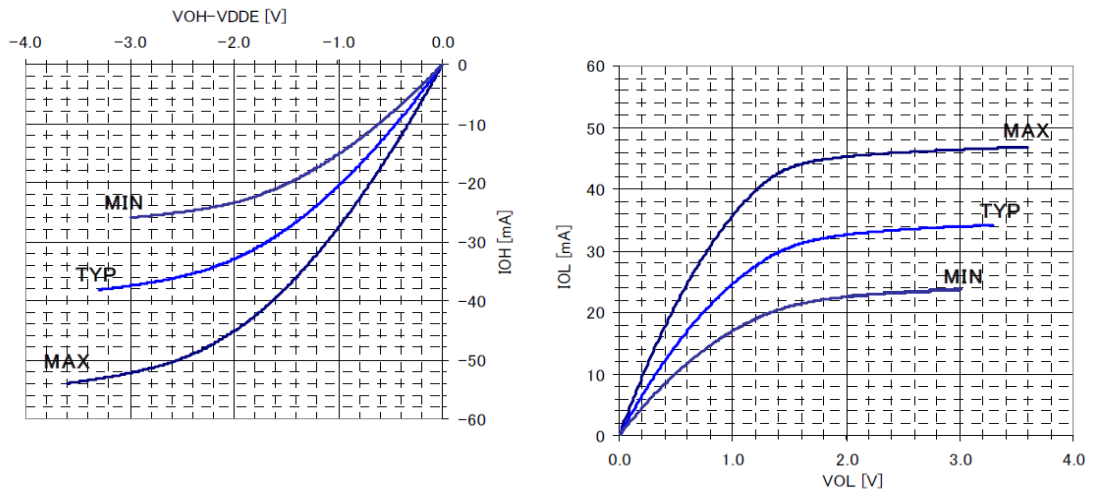 VOH-VDDE [V]
-4.0 -3.0 -2.0 -1.0 0.0
0
-10
-20
-30
-40
-50
-60
IOH [mA]
MIN
TYP
MAX
60
50
40
30
20
10
0
IOL [mA]
MAX
TYP
MIN
0.0 1.0 2.0 3.0 4.0
VOL [V]